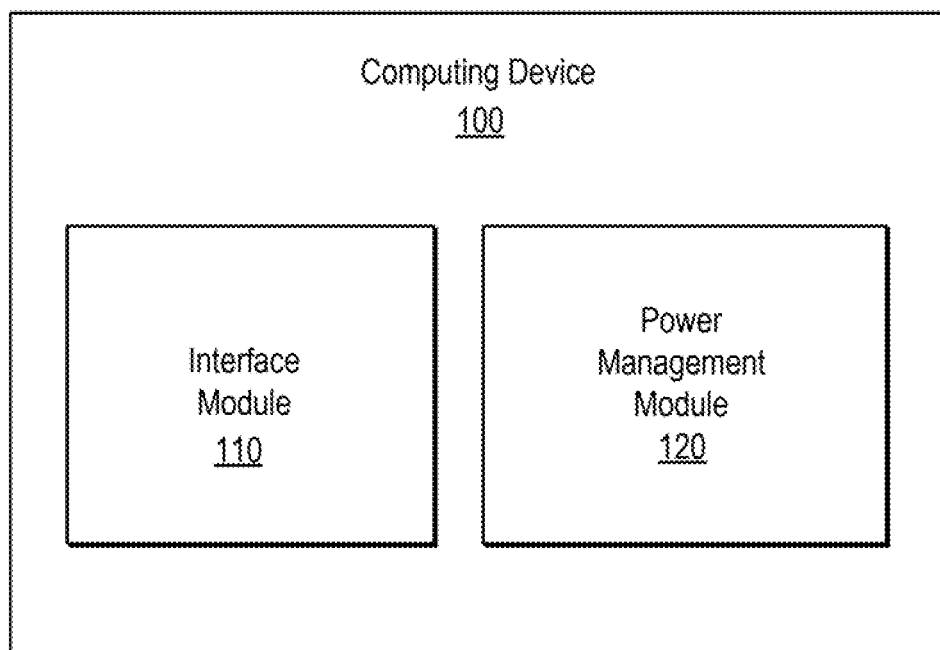 Computing Device
100
Interface
Module
110
Power
Management
Module
120